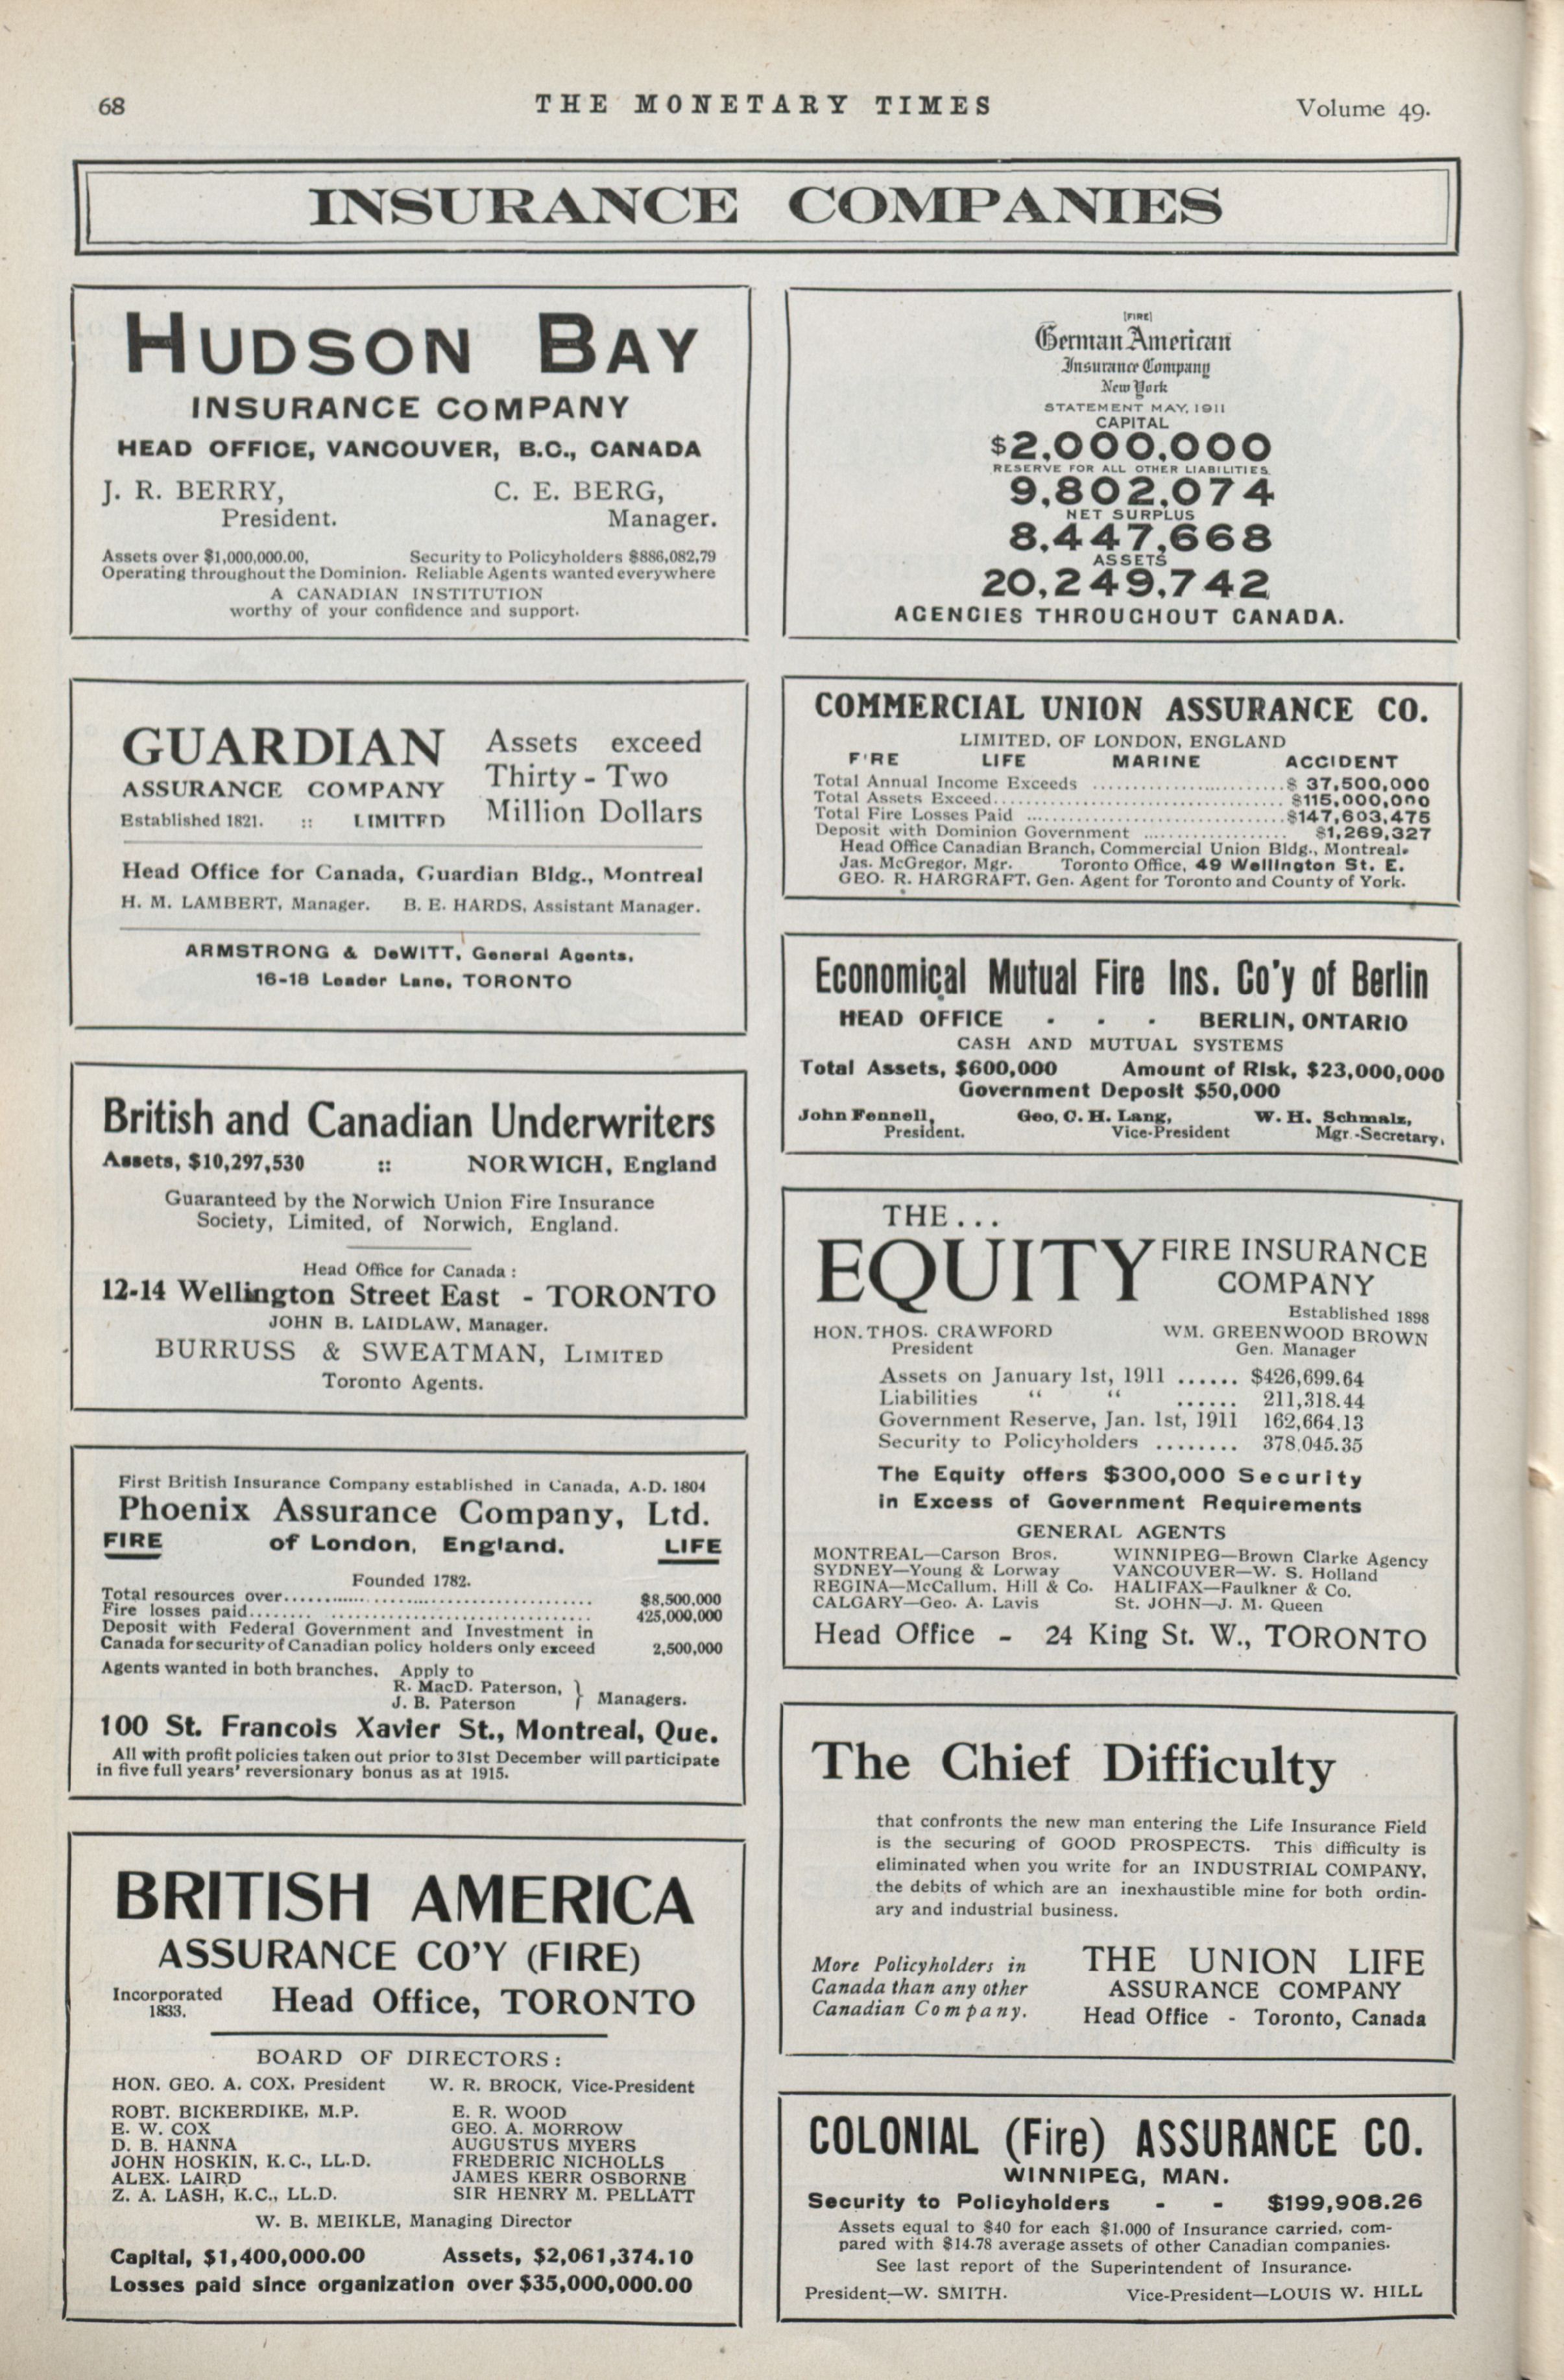 68
THE MONETARY TIMES
Volume 49.
INSURANCE COMPANIES
HUDSON BAY
INSURANCE COMPANY
HEAD OFFICE, VANCOUVER, B.C., CANADA
J. R. BERRY, C. E. BERG,
President. Manager.
Assets over $1,000,000.00, Security to Policyholders $886,082,79
Operating throughout the Dominion. Reliable Agents wanted everywhere
A CANADIAN INSTITUTION
worthy of your confidence and support.
GUARDIAN
ASSURANCE COMPANY
Established 1821. :: LIMITED
Assets exceed
Thirty - Two
Million Dollars
Head Office for Canada, Guardian Bldg., Montreal
H. M. LAMBERT, Manager. B. E. HARDS, Assistant Manager.
ARMSTRONG & DeWITT, General Agents,
16-18 Leader Lane, TORONTO
British and Canadian Underwriters
Assets, $10,297,530 :: NORWICH, England
Guaranteed by the Norwich Union Fire Insurance
Society, Limited, of Norwich, England.
Head Office for Canada :
12-14 Wellington Street East - TORONTO
JOHN B. LAIDLAW, Manager.
BURRUSS & SWEATMAN, LIMITED
Toronto Agents.
First British Insurance Company established in Canada, A.D. 1804
Phoenix Assurance Company, Ltd.
FIRE of London, England. LIFE
Founded 1782.
Total resources over.......................................... $8,500,000
Fire losses paid........ .................................. 425,000,000
Deposit with Federal Government and Investment in
Canada for security of Canadian policy holders only exceed 2,500,000
Agents wanted in both branches. Apply to
R. MacD. Paterson, }
J. B. Paterson } Managers.
100 St. Francois Xavier St., Montreal, Que.
All with profit policies taken out prior to 31st December will participate
in five full years' reversionary bonus as at 1915.
BRITISH AMERICA
ASSURANCE CO'Y (FIRE)
Incorporated
1833.
Head Office, TORONTO
BOARD OF DIRECTORS :
HON. GEO. A. COX, President W. R. BROCK, Vice-President
ROBT. BICKERDIKE, M.P. E. R. WOOD
E. W. COX GEO. A. MORROW
D. B. HANNA AUGUSTUS MYERS
JOHN HOSKIN, K.C., LL.D. FREDERIC NICHOLLS
ALEX. LAIRD JAMES KERR OSBORNE
Z. A. LASH, K.C., LL.D. SIR HENRY M. PELLATT
W. B. MEIKLE, Managing Director
Capital, $1,400,000.00 Assets, $2,061,374.10
Losses paid since organization over $35,000,000.00
[FIRE]
German American
Insurance Company
New York
STATEMENT MAY, 1911
CAPITAL
$2,000,000
RESERVE FOR ALL OTHER LIABILITIES
9,802,074
NET SURPLUS
8,447,668
ASSETS
20,249,742
AGENCIES THROUGHOUT CANADA.
COMMERCIAL UNION ASSURANCE CO.
LIMITED, OF LONDON, ENGLAND
F'RE LIFE MARINE ACCIDENT
Total Annual Income Exceeds ........................ $ 37,500,000
Total Assets Exceed........................................ $115,000,000
Total Fire Losses Paid .................................... $147,603,475
Deposit with Dominion Government .................. $1,269,327
Head Office Canadian Branch, Commercial Union Bldg., Montreal.
Jas. McGregor, Mgr. Toronto Office, 49 Wellington St. E.
GEO. R. HARGRAFT, Gen. Agent for Toronto and County of York.
Economical Mutual Fire Ins. Co'y of Berlin
HEAD OFFICE - - - BERLIN, ONTARIO
CASH AND MUTUAL SYSTEMS
Total Assets, $600,000 Amount of Risk, $23,000,000
Government Deposit $50,000
John Fennell, Geo, C. H. Lang, W. H. Schmalz,
President. Vice-President Mgr.-Secretary,
THE...
EQUITY FIRE INSURANCE
COMPANY
Established 1898
HON. THOS. CRAWFORD WM. GREENWOOD BROWN
President Gen. Manager
Assets on January 1st, 1911 ...... $426,699.64
Liabilities " " ...... 211,318.44
Government Reserve, Jan. 1st, 1911 162,664.13
Security to Policyholders ........ 378,045.35
The Equity offers $300,000 Security
in Excess of Government Requirements
GENERAL AGENTS
MONTREAL—Carson Bros. WINNIPEG—Brown Clarke Agency
SYDNEY—Young & Lorway VANCOUVER—W. S. Holland
REGINA—McCallum, Hill & Co. HALIFAX—Faulkner & Co.
CALGARY—Geo. A. Lavis St. JOHN—J. M. Queen
Head Office - 24 King St. W., TORONTO
The Chief Difficulty
that confronts the new man entering the Life Insurance Field
is the securing of GOOD PROSPECTS. This difficulty is
eliminated when you write for an INDUSTRIAL COMPANY,
the debits of which are an inexhaustible mine for both ordin-
ary and industrial business.
More Policyholders in
Canada than any other
Canadian Company.
THE UNION LIFE
ASSURANCE COMPANY
Head Office - Toronto, Canada
COLONIAL (Fire) ASSURANCE CO.
WINNIPEG, MAN.
Security to Policyholders - - $199,908.26
Assets equal to $40 for each $1,000 of Insurance carried, com-
pared with $14.78 average assets of other Canadian companies.
See last report of the Superintendent of Insurance.
President—W. SMITH. Vice-President—LOUIS W. HILL